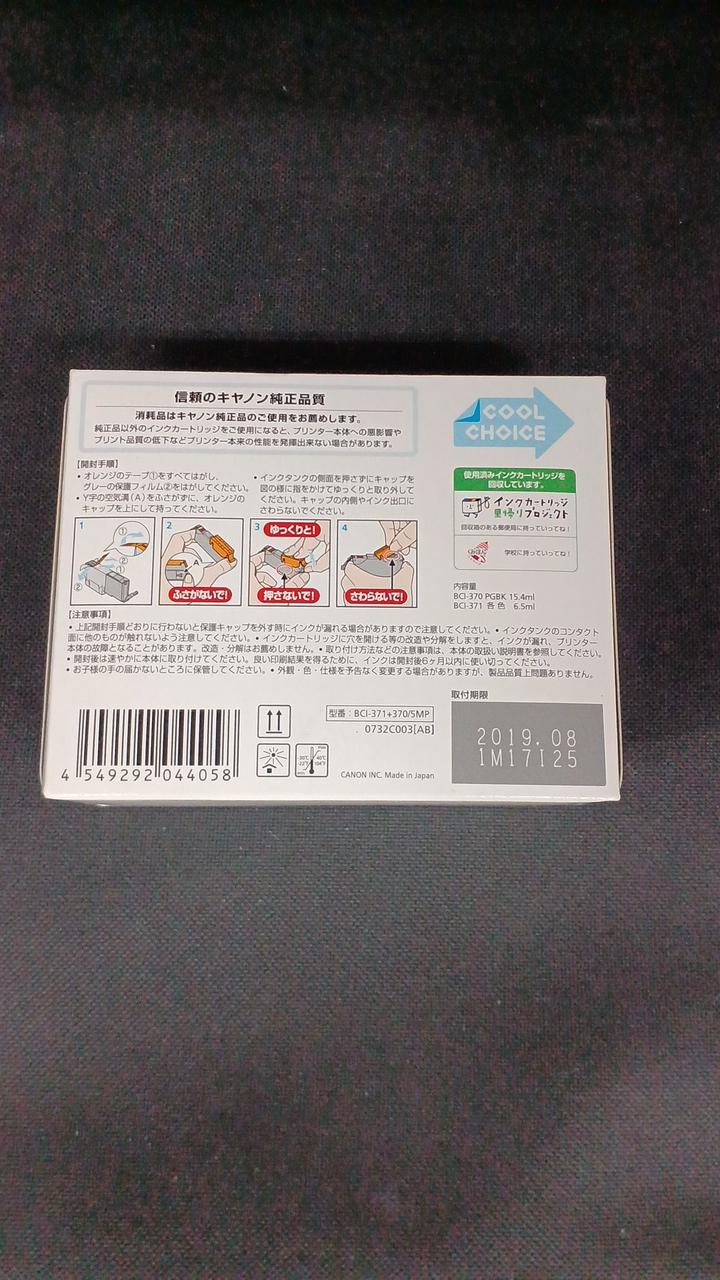 信頼のキヤノン純正品質
消耗品はキヤノン純正品のご使用をお薦めします。
純正品以外のインクカートリッジをご使用になると、プリンター本体への悪影響や
プリント品質の低下などプリンター本来の性能を発揮出来ない場合があります。
COOL
CHOICE
【開封手順】
・オレンジのテープ①をすべてはがし、
グレーの保護フィルム②をはがしてください。
・Y字の空気溝(A)をふさがずに、オレンジの
キャップを上にして持ってください。
・インクタンクの側面を押さずにキャップを
図の様に指をかけてゆっくりと取り外して
ください。キャップの内側やインク出口に
さわらないでください。
1
①
②
②
2
A
ふさがないで!
3
ゆっくりと!
押さないで!
4
さわらないで!
使用済みインクカートリッジを
回収しています。
インクカートリッジ
里帰りプロジェクト
回収箱のある郵便局に持っていってね!
学校に持っていってね!
内容量
BCI-370 PGBK 15.4ml
BCI-371 各色 6.5ml
【注意事項】
・上記開封手順どおりに行わないと保護キャップを外す時にインクが漏れる場合がありますので注意してください。・インクタンクのコンタクト
面に他のものが触れないよう注意してください。・インクカートリッジに穴を開ける等の改造や分解をしますと、インクが漏れ、プリンター
本体の故障となることがあります。改造・分解はお薦めしません。・取り付け方法などの注意事項は、本体の取扱い説明書を参照してください。
・開封後は速やかに本体に取り付けてください。良い印刷結果を得るために、インクは開封後6ヶ月以内に使い切ってください。
・お子様の手の届かないところに保管してください。・外観・色・仕様を予告なく変更する場合がありますが、製品品質上問題ありません。
取付期限
2019.08
1M17I25
型番:BCI-371+370/5MP
0732C003[AB]
CANON INC. Made in Japan
4 549292 044058